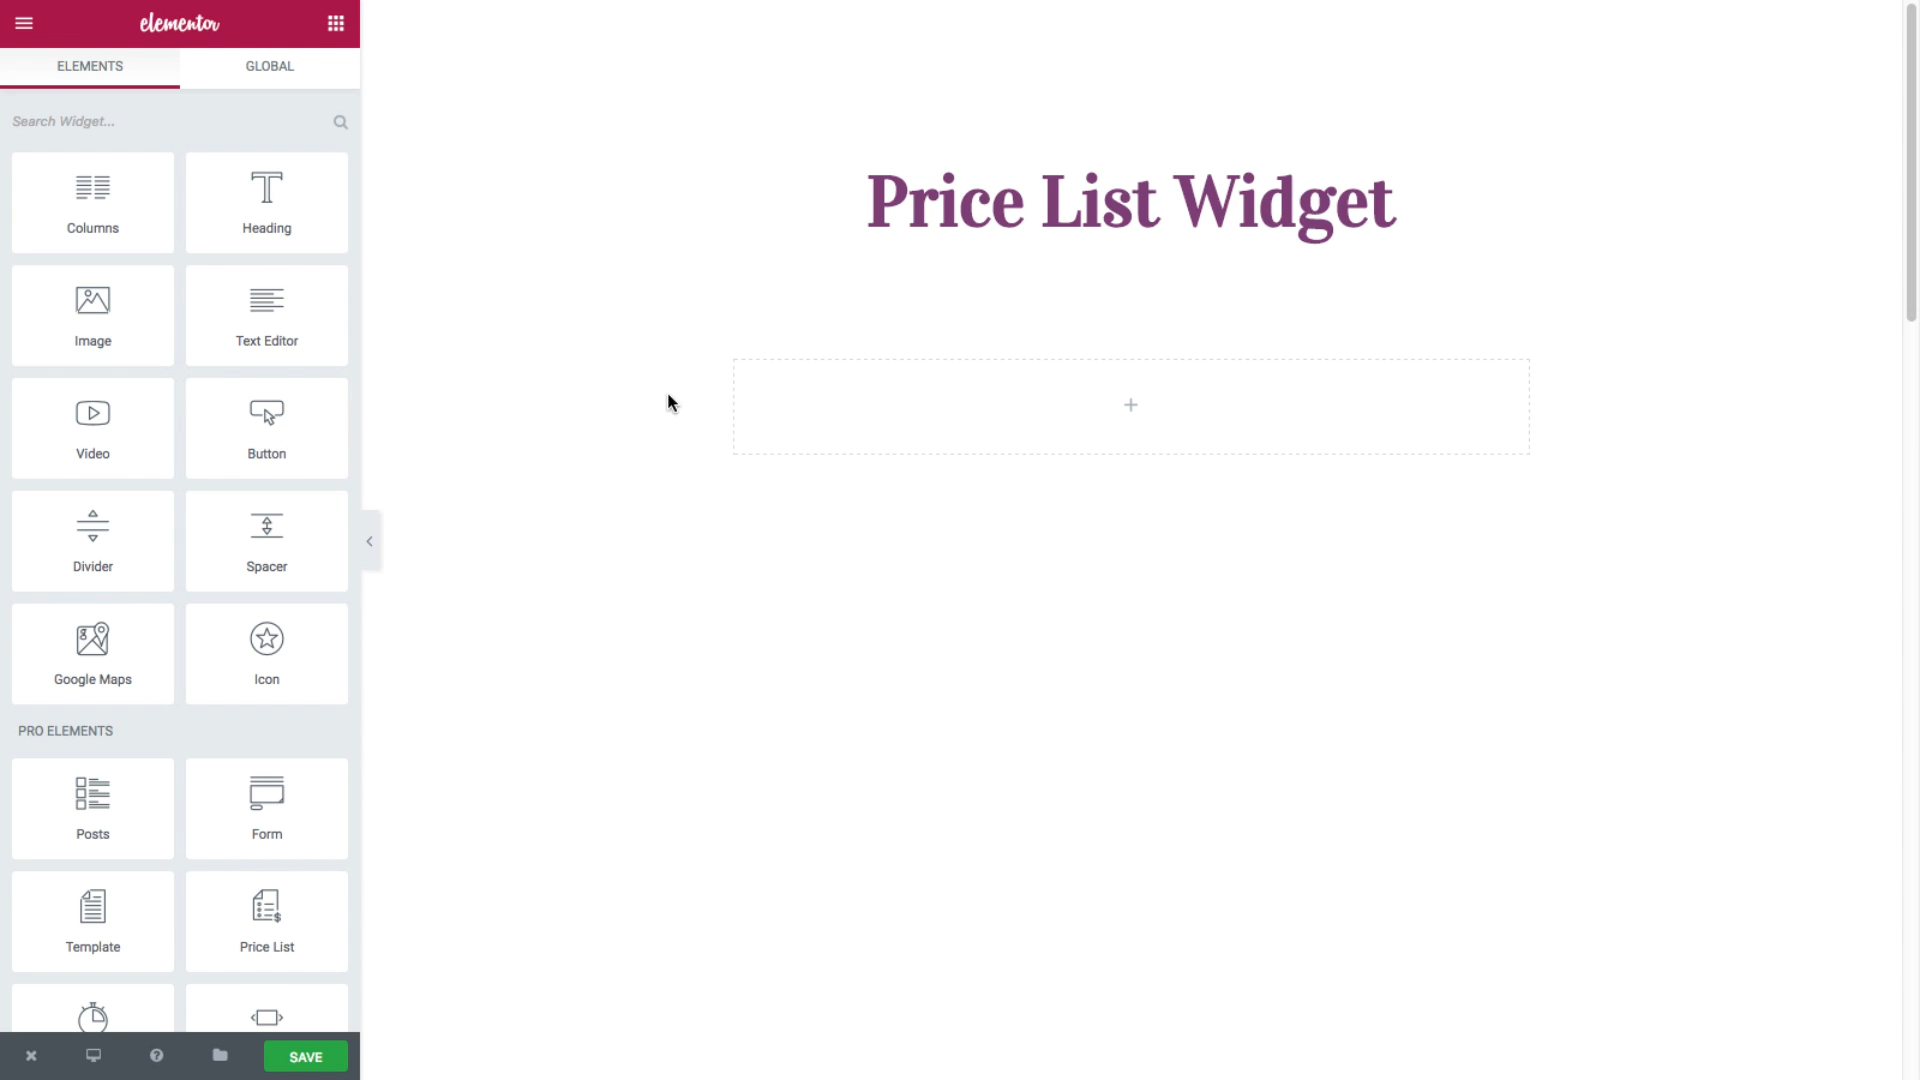 elementor
ELEMENTS
GLOBAL
Search Widget...
Columns
Heading
Image
Text Editor
Video
Button
Divider
Spacer
Google Maps
Icon
PRO ELEMENTS
Posts
Form
Template
Price List
SAVE
Price List Widget